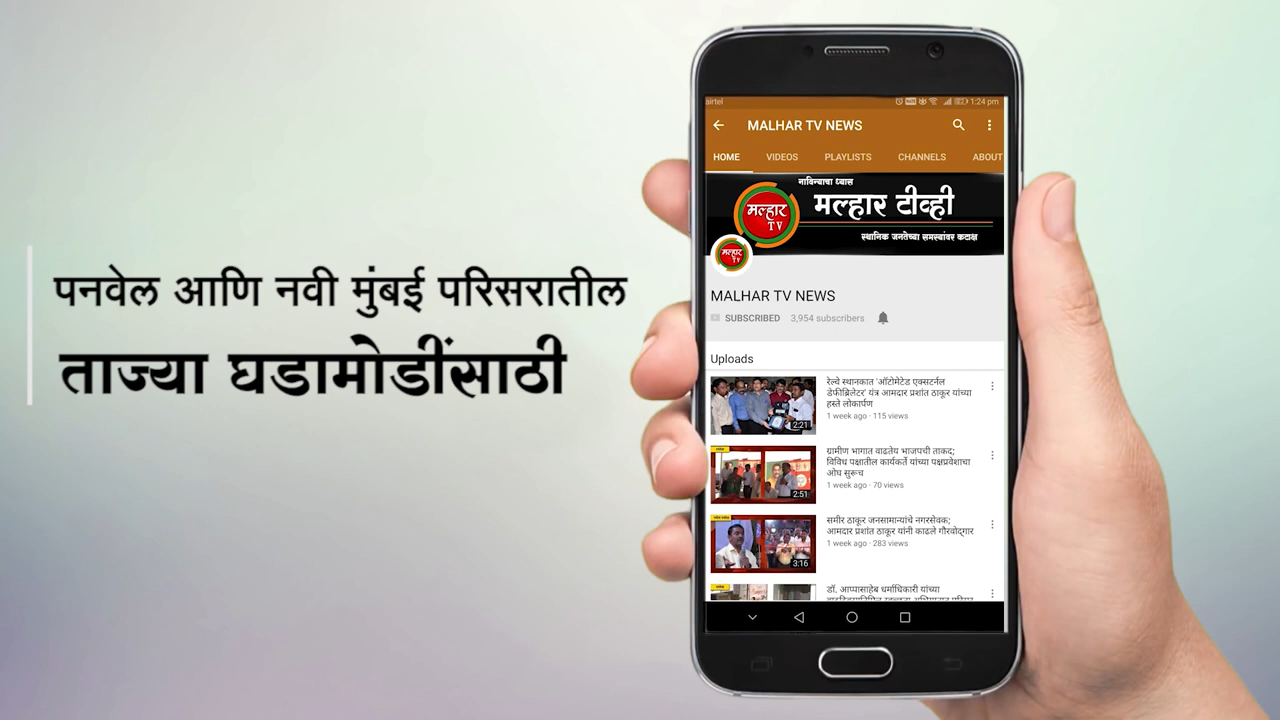 पनवेल आणि नवी मुंबई परिसरातील
ताज्या घडामोडींसाठी
airtel
1:24 pm
MALHAR TV NEWS
HOME VIDEOS PLAYLISTS CHANNELS ABOUT
नाविन्याचा ध्यास
मल्हार TV
मल्हार टीव्ही
स्थानिक जनतेच्या समस्यांवर कटाक्ष
मल्हार TV
MALHAR TV NEWS
SUBSCRIBED 3,954 subscribers
Uploads
रेल्वे स्थानकात 'ऑटोमेटेड एक्सटर्नल
डेफीब्रिलेटर' यंत्र आमदार प्रशांत ठाकूर यांच्या
हस्ते लोकार्पण
1 week ago · 115 views
2:21
ग्रामीण भागात वाढतेय भाजपची ताकद;
विविध पक्षातील कार्यकर्ते यांच्या पक्षप्रवेशाचा
ओघ सुरूच
1 week ago · 70 views
2:51
समीर ठाकूर जनसामान्यांचे नगरसेवक;
आमदार प्रशांत ठाकूर यांनी काढले गौरवोद्गार
1 week ago · 283 views
3:16
डॉ. आप्पासाहेब धर्माधिकारी यांच्या